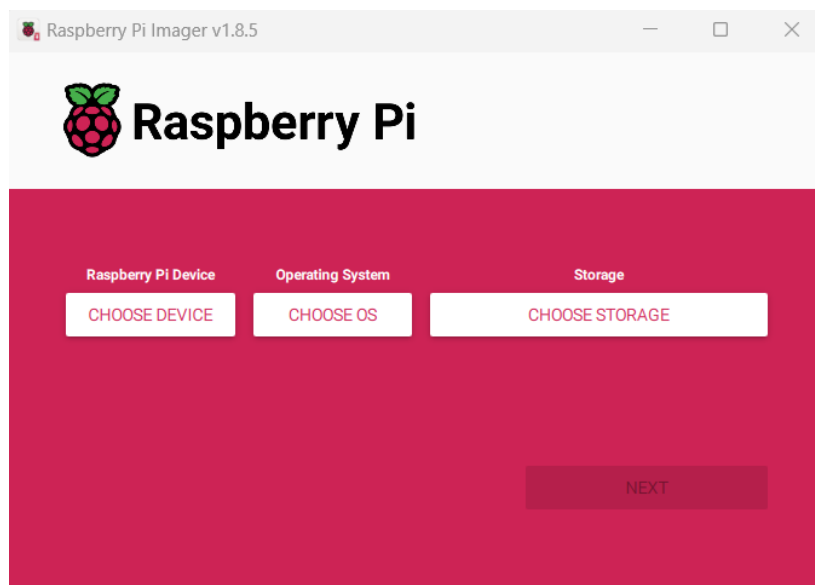 Raspberry Pi Imager v1.8.5
Raspberry Pi
Raspberry Pi Device Operating System Storage
CHOOSE DEVICE CHOOSE OS CHOOSE STORAGE
NEXT